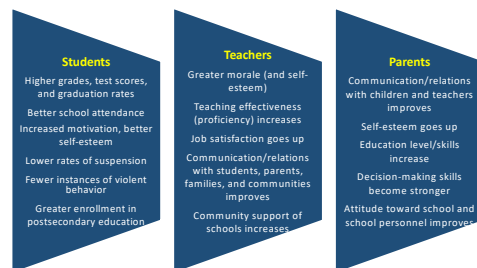 Students
Higher grades, test scores,
and graduation rates
Better school attendance
Increased motivation, better
self-esteem
Lower rates of suspension
Fewer instances of violent
behavior
Greater enrollment in
postsecondary education
Teachers
Greater morale (and self-
esteem)
Teaching effectiveness
(proficiency) increases
Job satisfaction goes up
Communication/relations
with students, parents,
families, and communities
improves
Community support of
schools increases
Parents
Communication/relations
with children and teachers
improves
Self-esteem goes up
Education level/skills
increase
Decision-making skills
become stronger
Attitude toward school and
school personnel improves